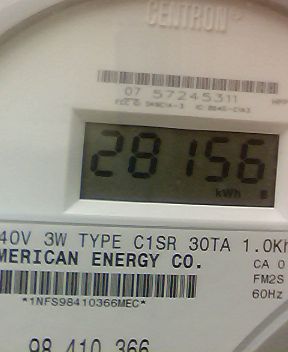 CENTRON®
07 57245311
28156
kWh B
40V 3W TYPE C1SR 30TA 1.0Kh
MERICAN ENERGY CO.
CA 0
FM2S
60Hz
*1NFS98410366MEC*
98 410 366